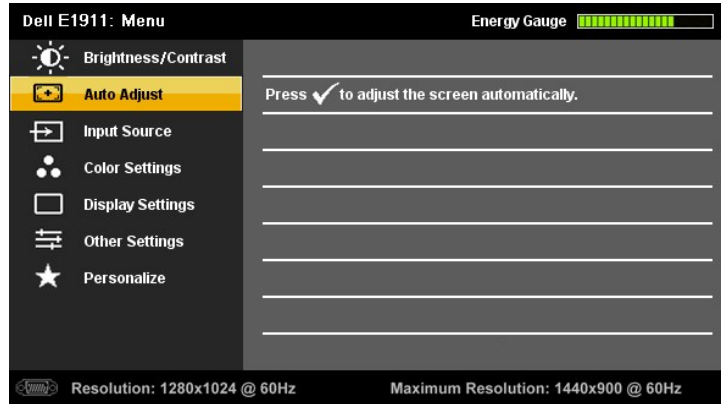 Dell E1911: Menu
Energy Gauge
Brightness/Contrast
Auto Adjust
Press ✓ to adjust the screen automatically.
Input Source
Color Settings
Display Settings
Other Settings
Personalize
Resolution: 1280x1024 @ 60Hz
Maximum Resolution: 1440x900 @ 60Hz